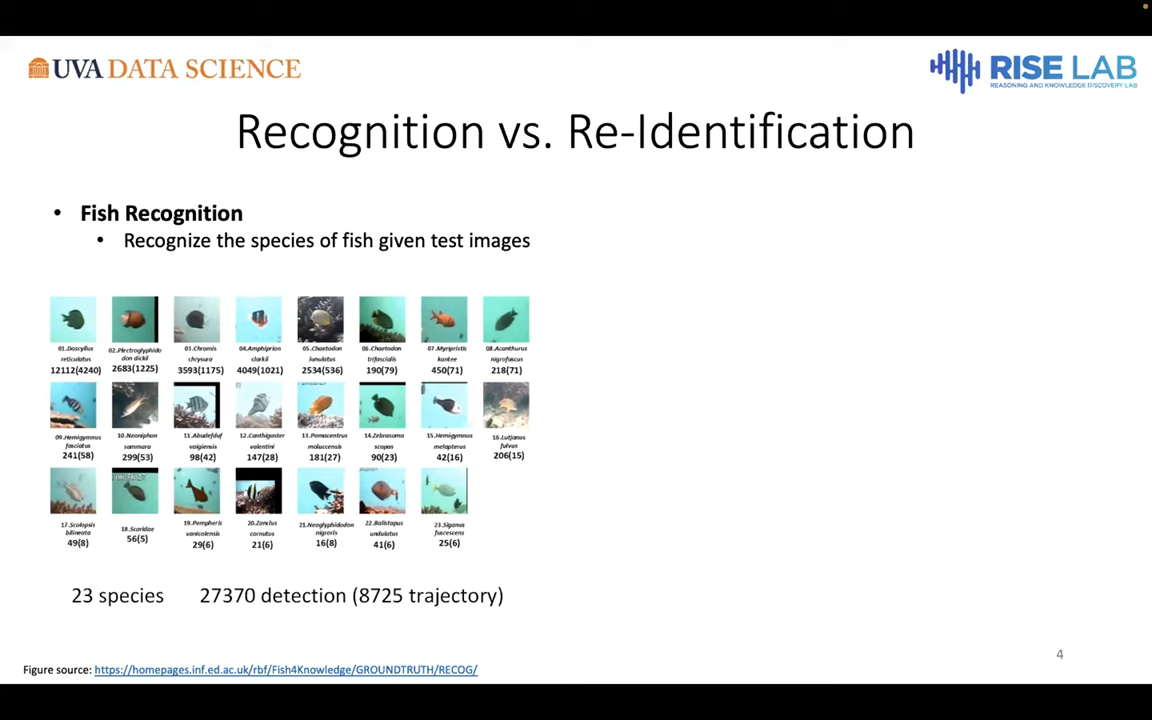 UVA DATA SCIENCE
RISE LAB
REASONING AND KNOWLEDGE DISCOVERY LAB
Recognition vs. Re-Identification
• Fish Recognition
• Recognize the species of fish given test images
01.Dascyllus reticulatus
12112(4240)
02.Plectroglyphido don dickii
2683(1225)
03.Chromis chrysura
3593(1175)
04.Amphiprion clarkii
4049(1021)
05.Chaetodon lunulatus
2534(536)
06.Chaetodon trifascialis
190(79)
07.Myripristis kuntee
450(71)
08.Acanthurus nigrofuscus
218(71)
09.Hemigymnus fasciatus
241(58)
10.Neoniphon sammara
299(53)
11.Abudefduf vaigiensis
98(42)
12.Canthigaster valentini
147(28)
13.Pomacentrus moluccensis
181(27)
14.Zebrasoma scopas
90(23)
15.Hemigymnus melapterus
42(16)
16.Lutjanus fulvus
206(15)
17.Scolopsis bilineata
49(8)
18.Scaridae
56(5)
19.Pempheris vanicolensis
29(6)
20.Zanclus cornutus
21(6)
21.Neoglyphidodon nigroris
16(8)
22.Balistapus undulatus
41(6)
23.Siganus fuscescens
25(6)
23 species
27370 detection (8725 trajectory)
Figure source: https://homepages.inf.ed.ac.uk/rbf/Fish4Knowledge/GROUNDTRUTH/RECOG/
4